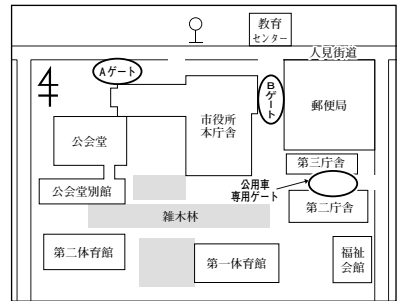 教育
センター
人見街道
Aゲート
Bゲート
郵便局
市役所
本庁舎
公会堂
第三庁舎
公用車
専用ゲート
公会堂別館
第二庁舎
雑木林
第二体育館
第一体育館
福祉
会館